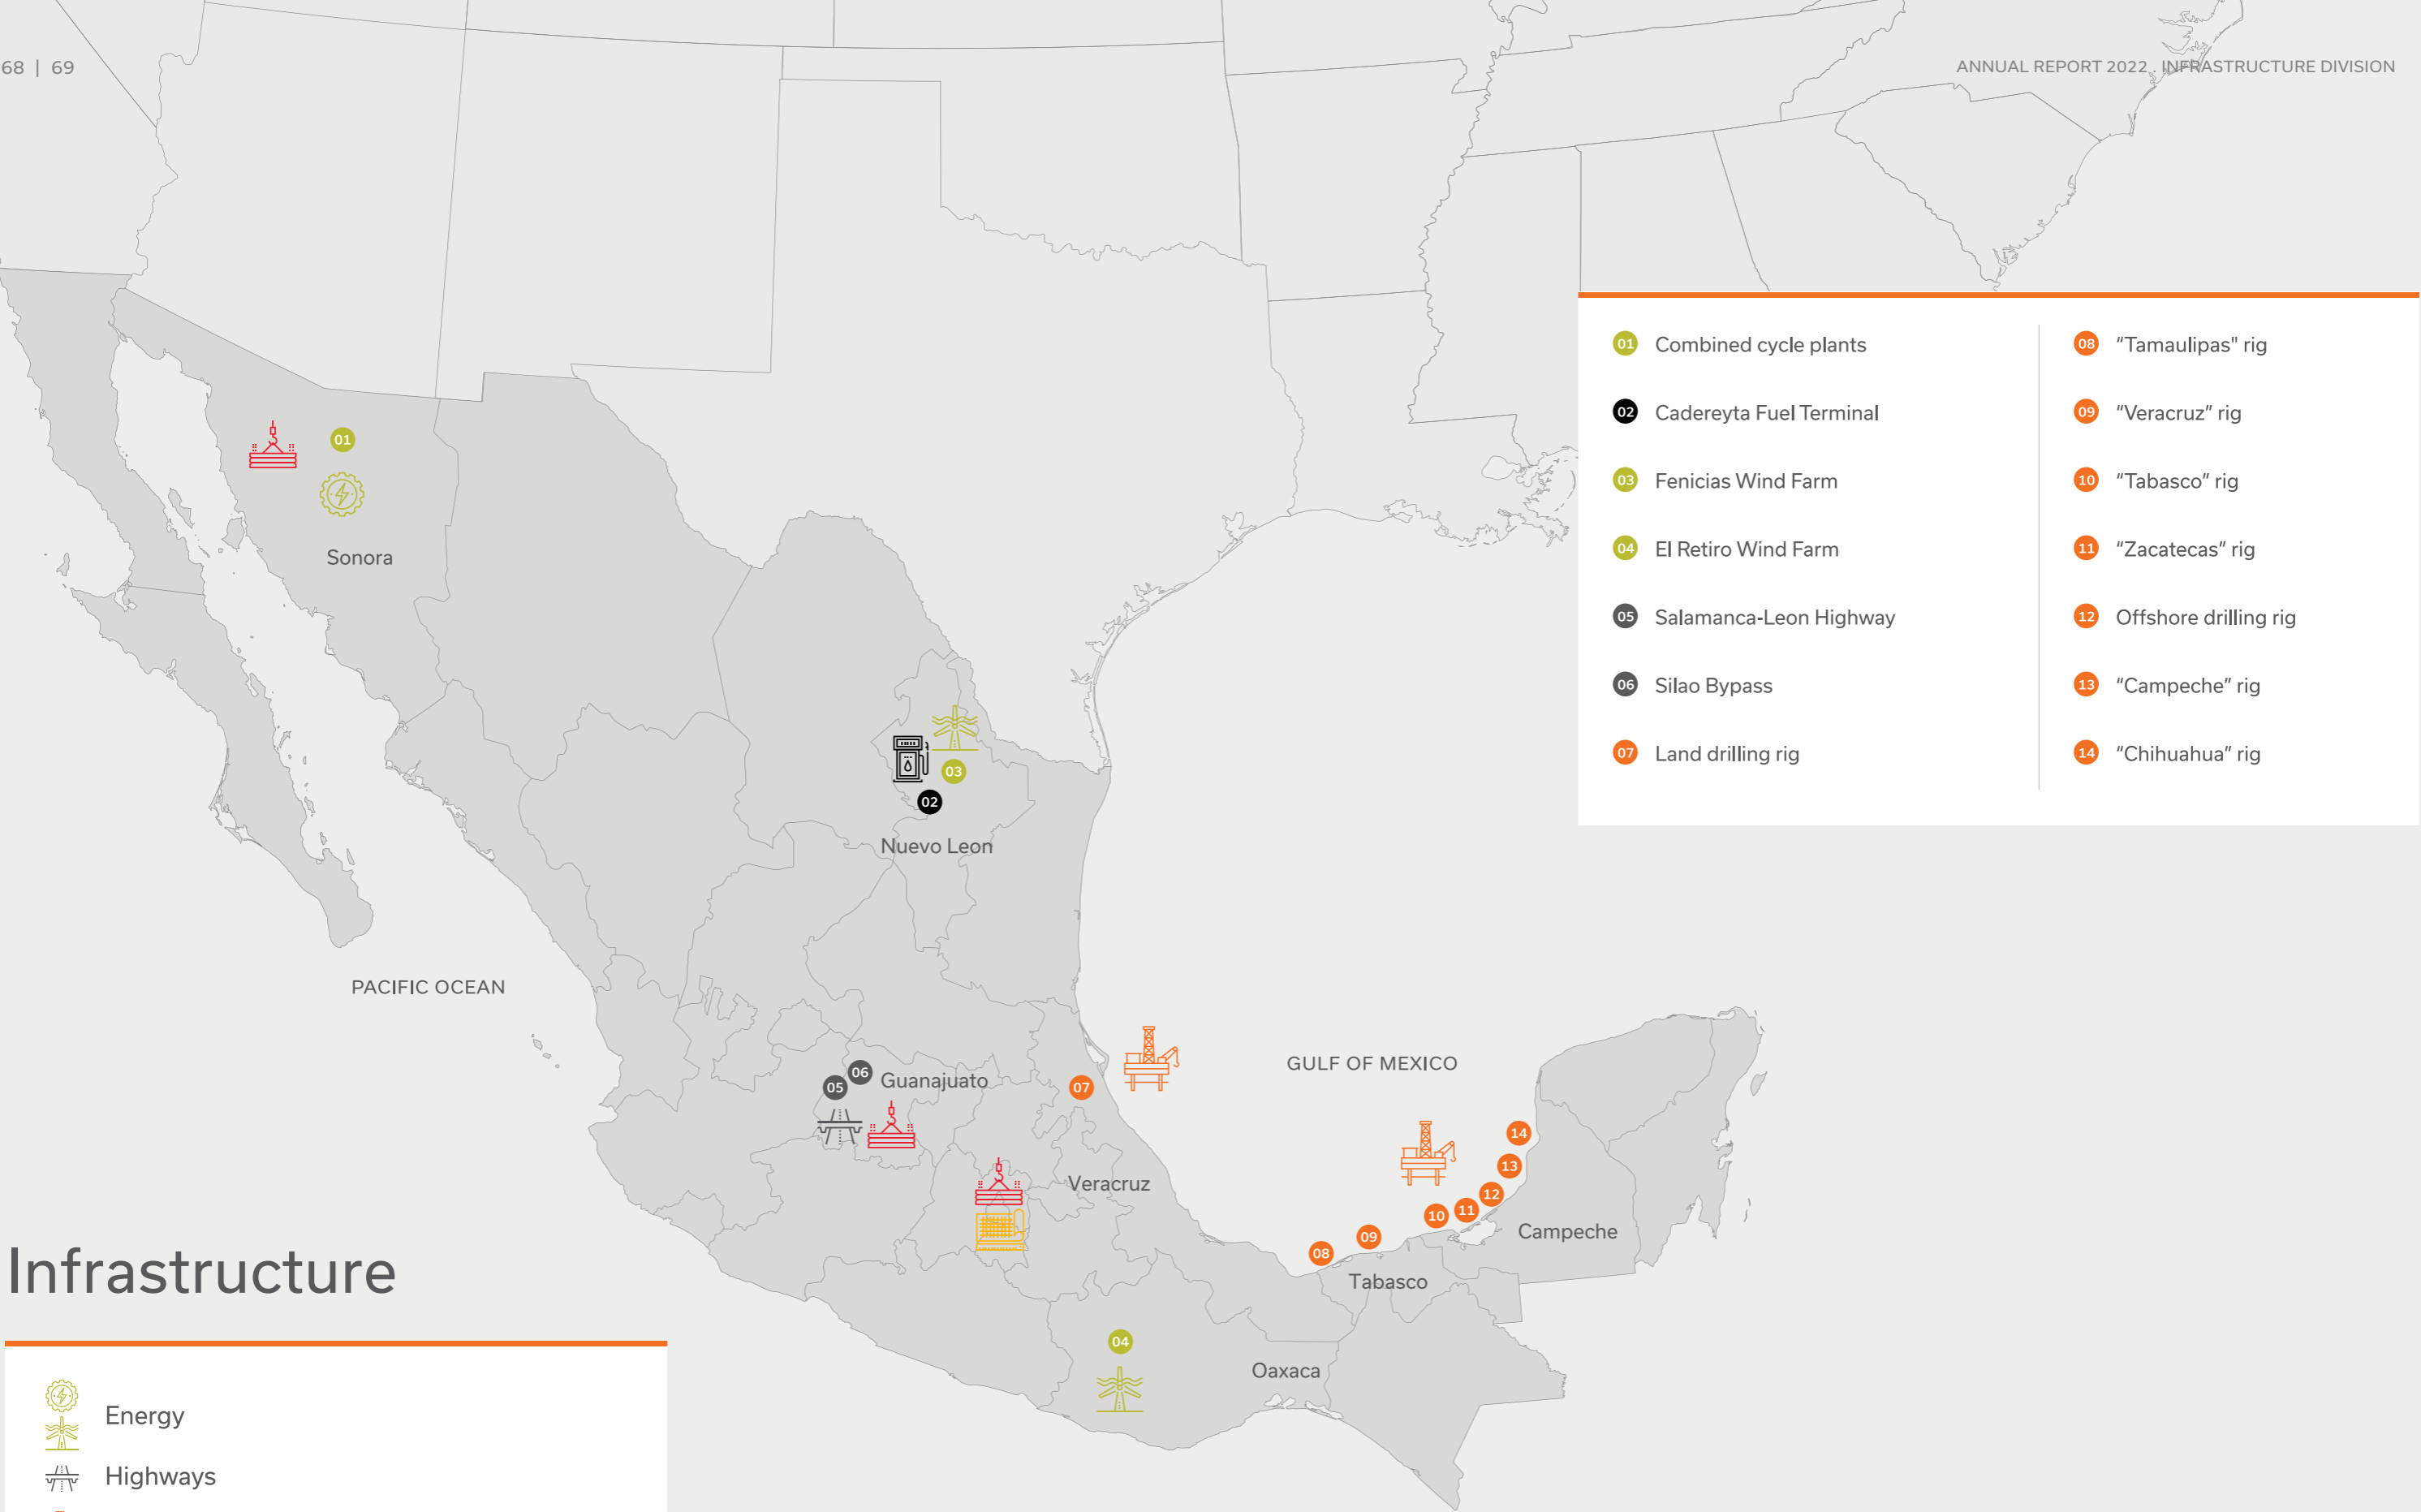 68 | 69
ANNUAL REPORT 2022 . INFRASTRUCTURE DIVISION
01 Combined cycle plants
02 Cadereyta Fuel Terminal
03 Fenicias Wind Farm
04 El Retiro Wind Farm
05 Salamanca-Leon Highway
06 Silao Bypass
07 Land drilling rig
08 “Tamaulipas" rig
09 “Veracruz” rig
10 “Tabasco” rig
11 “Zacatecas” rig
12 Offshore drilling rig
13 “Campeche” rig
14 “Chihuahua” rig
01
Sonora
03
02
Nuevo Leon
PACIFIC OCEAN
GULF OF MEXICO
06
05
Guanajuato
07
Veracruz
14
13
12
11
10
09
08
Campeche
Tabasco
04
Oaxaca
Infrastructure
Energy
Highways